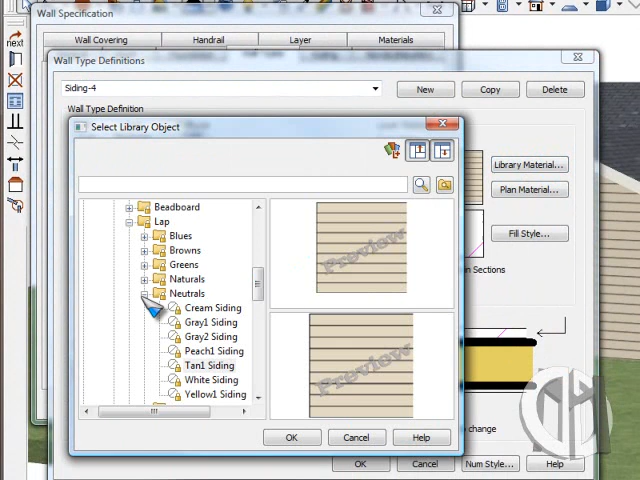 Wall Specification
Wall Covering Handrail Layer Materials
next
Wall Type Definitions
Siding-4
New Copy Delete
Wall Type Definition
Select Library Object
Library Material...
Plan Material...
Fill Style...
in Sections
Beadboard
Lap
Blues
Browns
Greens
Naturals
Neutrals
Cream Siding
Gray1 Siding
Gray2 Siding
Peach1 Siding
Tan1 Siding
White Siding
Yellow1 Siding
Preview
Preview
change
OK Cancel Help
OK Cancel Num Style... Help